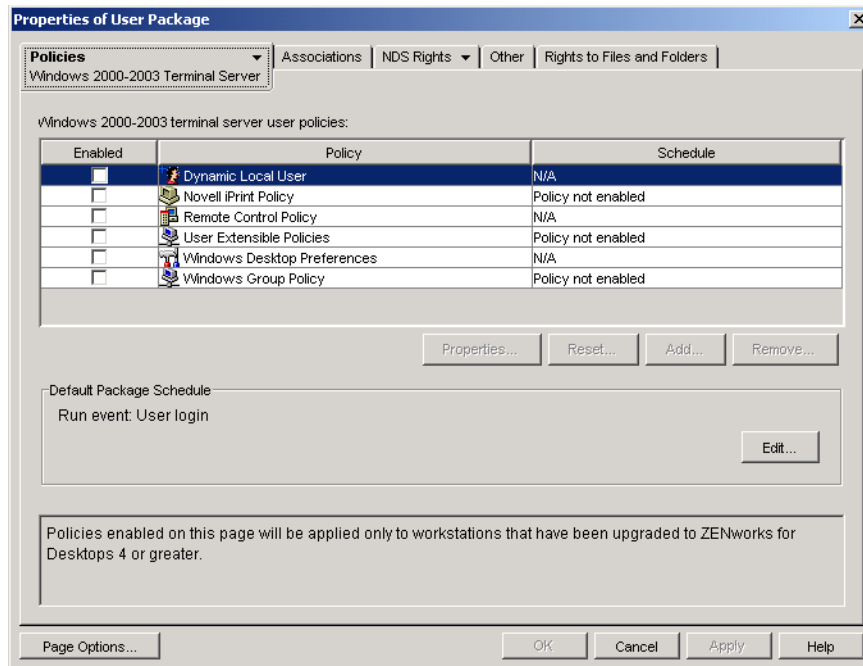 Properties of User Package
Policies
Windows 2000-2003 Terminal Server
Associations
NDS Rights
Other
Rights to Files and Folders
Windows 2000-2003 terminal server user policies:
Enabled Policy Schedule
Dynamic Local User N/A
Novell iPrint Policy Policy not enabled
Remote Control Policy N/A
User Extensible Policies Policy not enabled
Windows Desktop Preferences N/A
Windows Group Policy Policy not enabled
Properties... Reset... Add... Remove...
Default Package Schedule
Run event: User login
Edit...
Policies enabled on this page will be applied only to workstations that have been upgraded to ZENworks for
Desktops 4 or greater.
Page Options... OK Cancel Apply Help